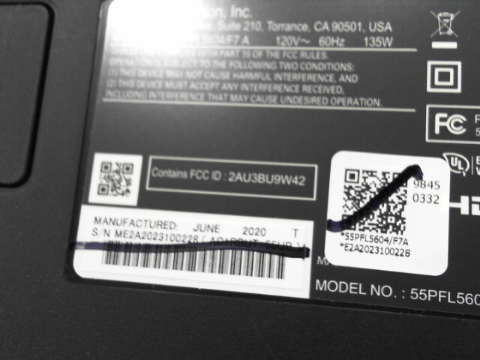 on, Inc.
Suite 210, Torrance, CA 90501, USA
5604/F7 A 120V~ 60Hz 135W
WITH PART 15 OF THE FCC RULES.
OPERATION IS SUBJECT TO THE FOLLOWING TWO CONDITIONS:
(1) THIS DEVICE MAY NOT CAUSE HARMFUL INTERFERENCE, AND
(2) THIS DEVICE MUST ACCEPT ANY INTERFERENCE RECEIVED,
INCLUDING INTERFERENCE THAT MAY CAUSE UNDESIRED OPERATION.
FC
Contains FCC ID : 2AU3BU9W42
UL
9845
0332
*55PFL5604/F7A
*E2A2023100228
MANUFACTURED: JUNE 2020 T
S/N ME2A2023100228
MODEL NO. : 55PFL560